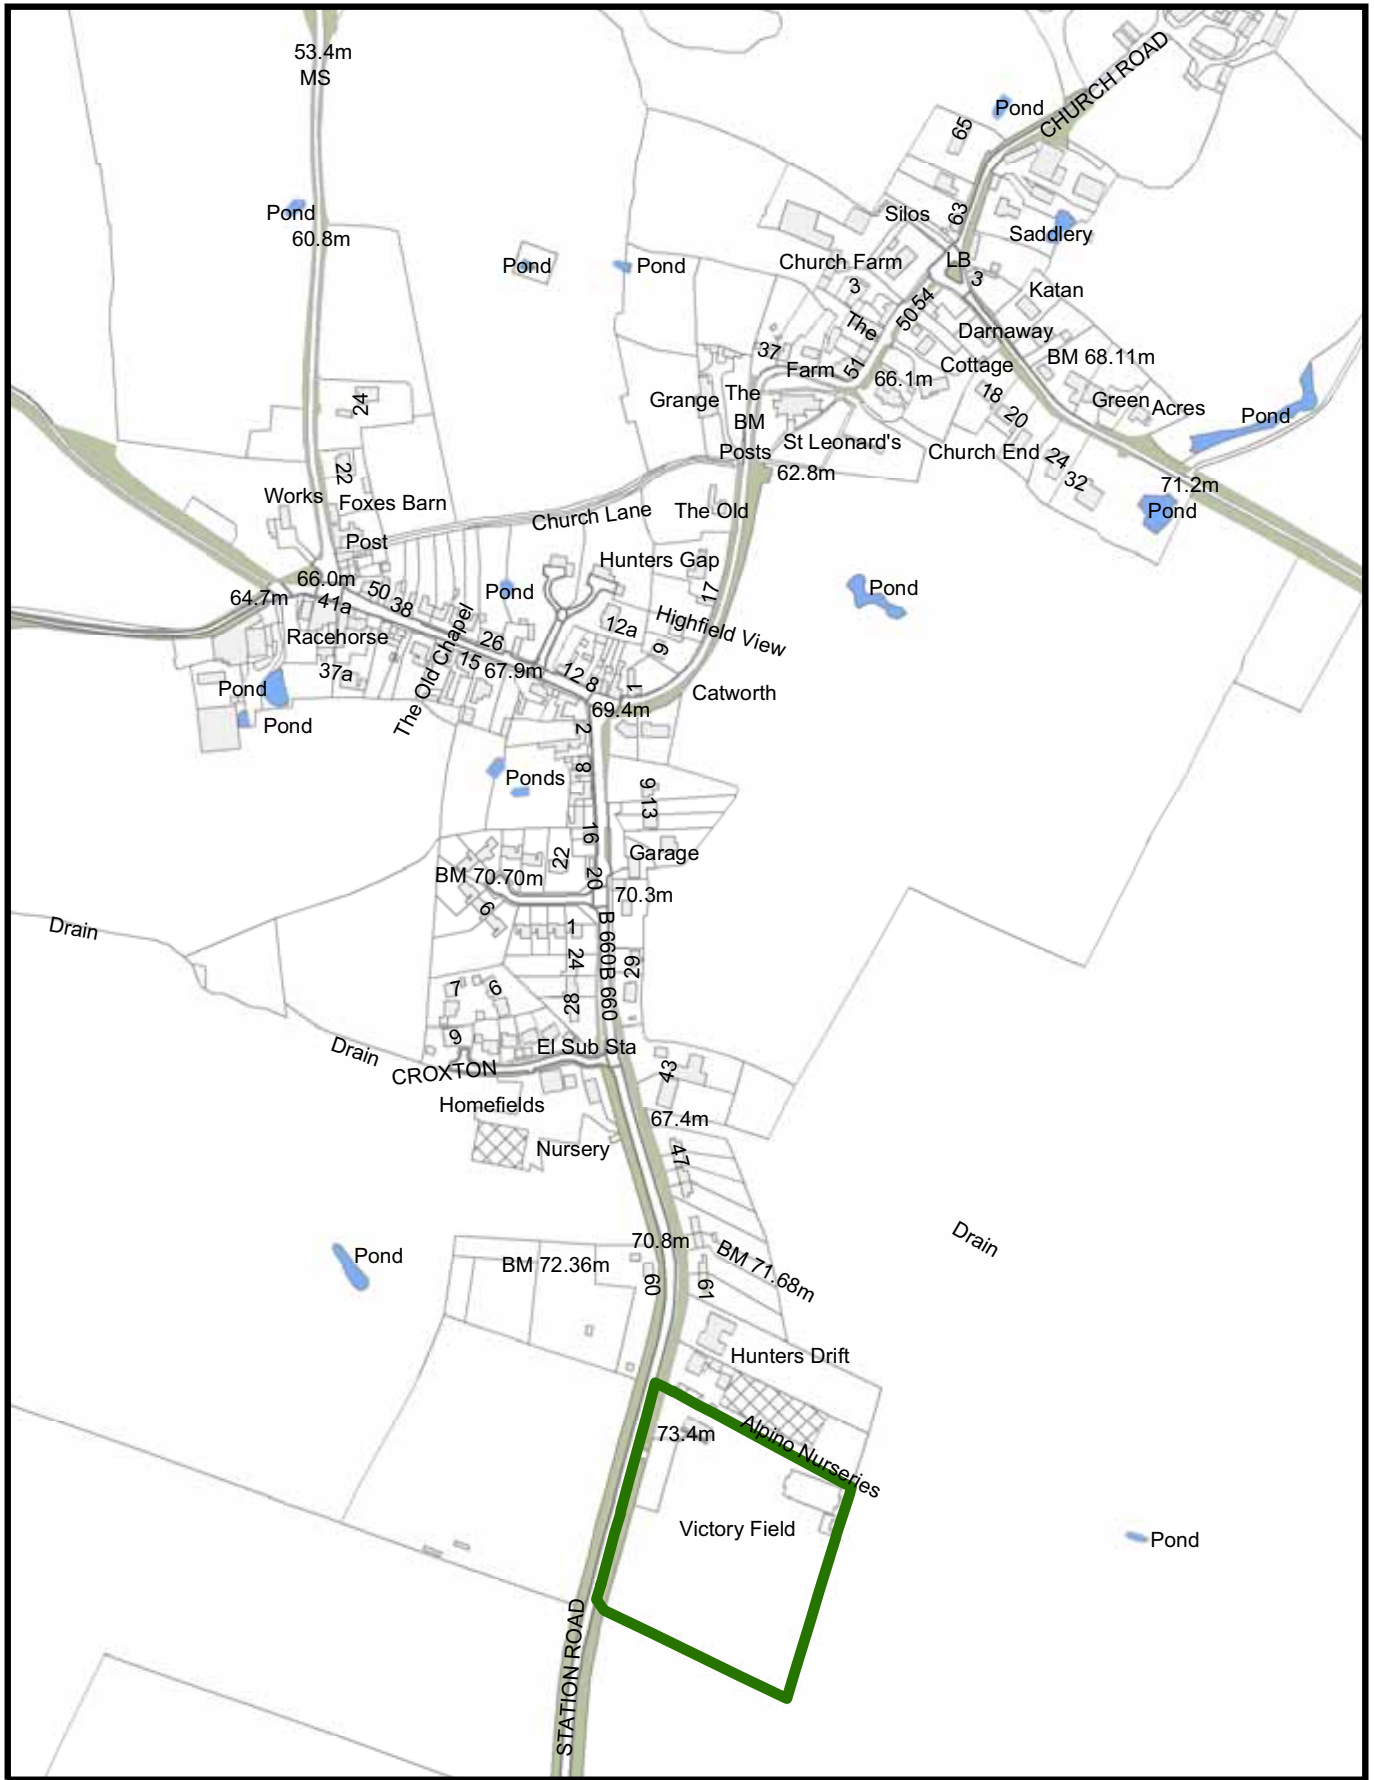 53.4m
MS
CHURCH ROAD
Pond
65
Pond
60.8m
Silos
63
Saddlery
Pond
Pond
Church Farm
LB
3
3
Katan
54
50
The
Darnaway
37
Farm
51
BM 68.11m
66.1m
Cottage
Grange
The
18
20
Green
Acres
Pond
24
BM
St Leonard's
Posts
Church End
24
32
62.8m
71.2m
22
Works
Foxes Barn
Church Lane
The Old
Pond
Post
Hunters Gap
66.0m
64.7m
50
38
41a
Pond
17
Pond
Racehorse
The Old Chapel
26
12a
Highfield View
9
37a
15
67.9m
12
8
1
Pond
Catworth
69.4m
Pond
2
Ponds
8
9
13
16
22
Garage
BM 70.70m
20
70.3m
6
Drain
1
B 660
B 660
24
29
7
6
28
9
El Sub Sta
Drain
CROXTON
43
Homefields
67.4m
Nursery
47
Drain
70.8m
Pond
BM 72.36m
BM 71.68m
60
61
Hunters Drift
73.4m
Alpino Nurseries
Victory Field
Pond
STATION ROAD